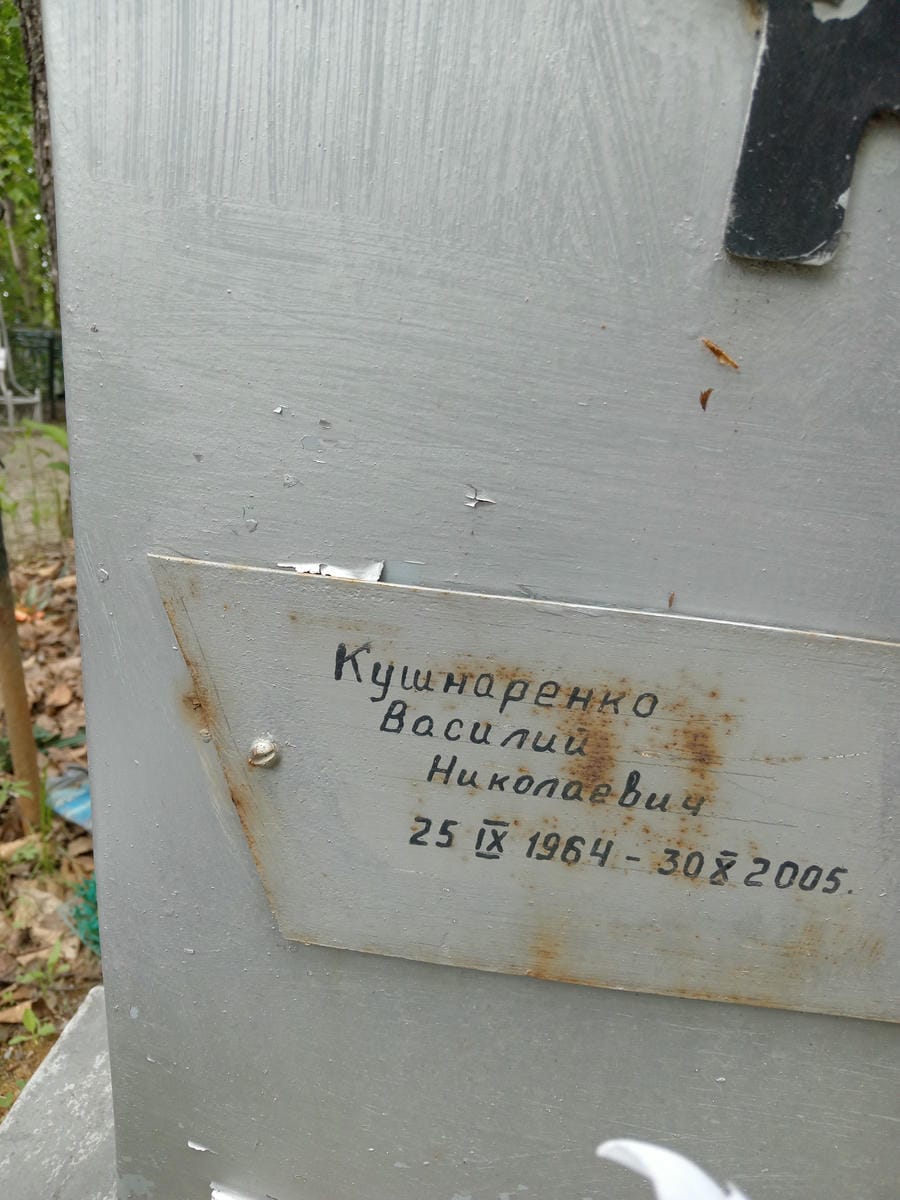 Кушнаренко
Василий
Николаевич
25 IX 1964 - 30 X 2005.